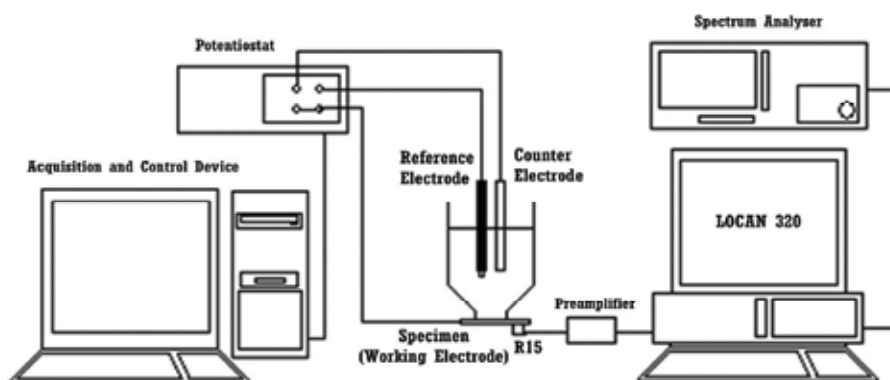 Spectrum Analyser
Potentiostat
Acquisition and Control Device
Reference
Electrode
Counter
Electrode
LOCAN 320
Preamplifier
Specimen
(Working Electrode)
R15